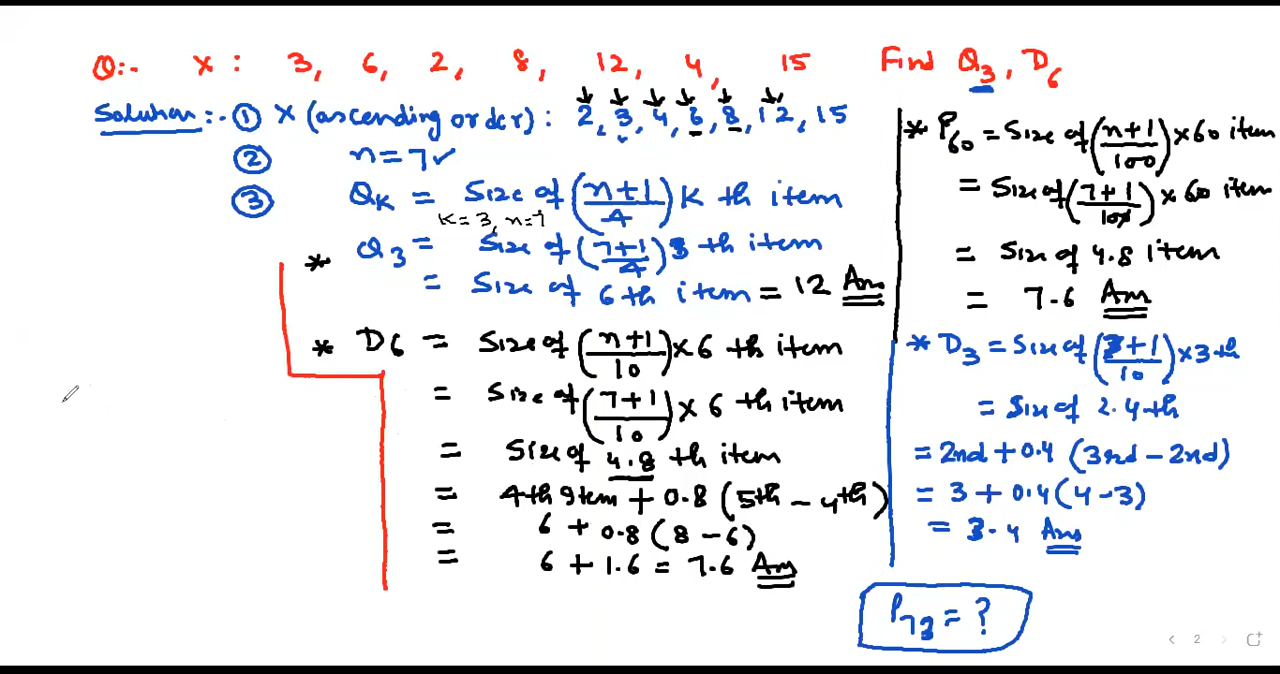 Q:- X : 3, 6, 2, 8, 12, 4, 15 Find Q3, D6
Solution:- ① X (ascending order) : 2, 3, 4, 6, 8, 12, 15
② n = 7 ✓
③ QK = Size of (n+1/4) K th item
K = 3, n = 7
* Q3 = Size of (7+1/4) 3 th item
= Size of 6 th item = 12 Ans
* D6 = Size of (n+1/10) × 6 th item
= Size of (7+1/10) × 6 th item
= Size of 4.8 th item
= 4th Item + 0.8 (5th - 4th)
= 6 + 0.8 (8 - 6)
= 6 + 1.6 = 7.6 Ans
* P60 = Size of (n+1/100) × 60 item
= Size of (7+1/100) × 60 item
= Size of 4.8 item
= 7.6 Ans
* D3 = Size of (7+1/10) × 3 th
= Size of 2.4 th
= 2nd + 0.4 (3rd - 2nd)
= 3 + 0.4 (4 - 3)
= 3.4 Ans
P73 = ?
2